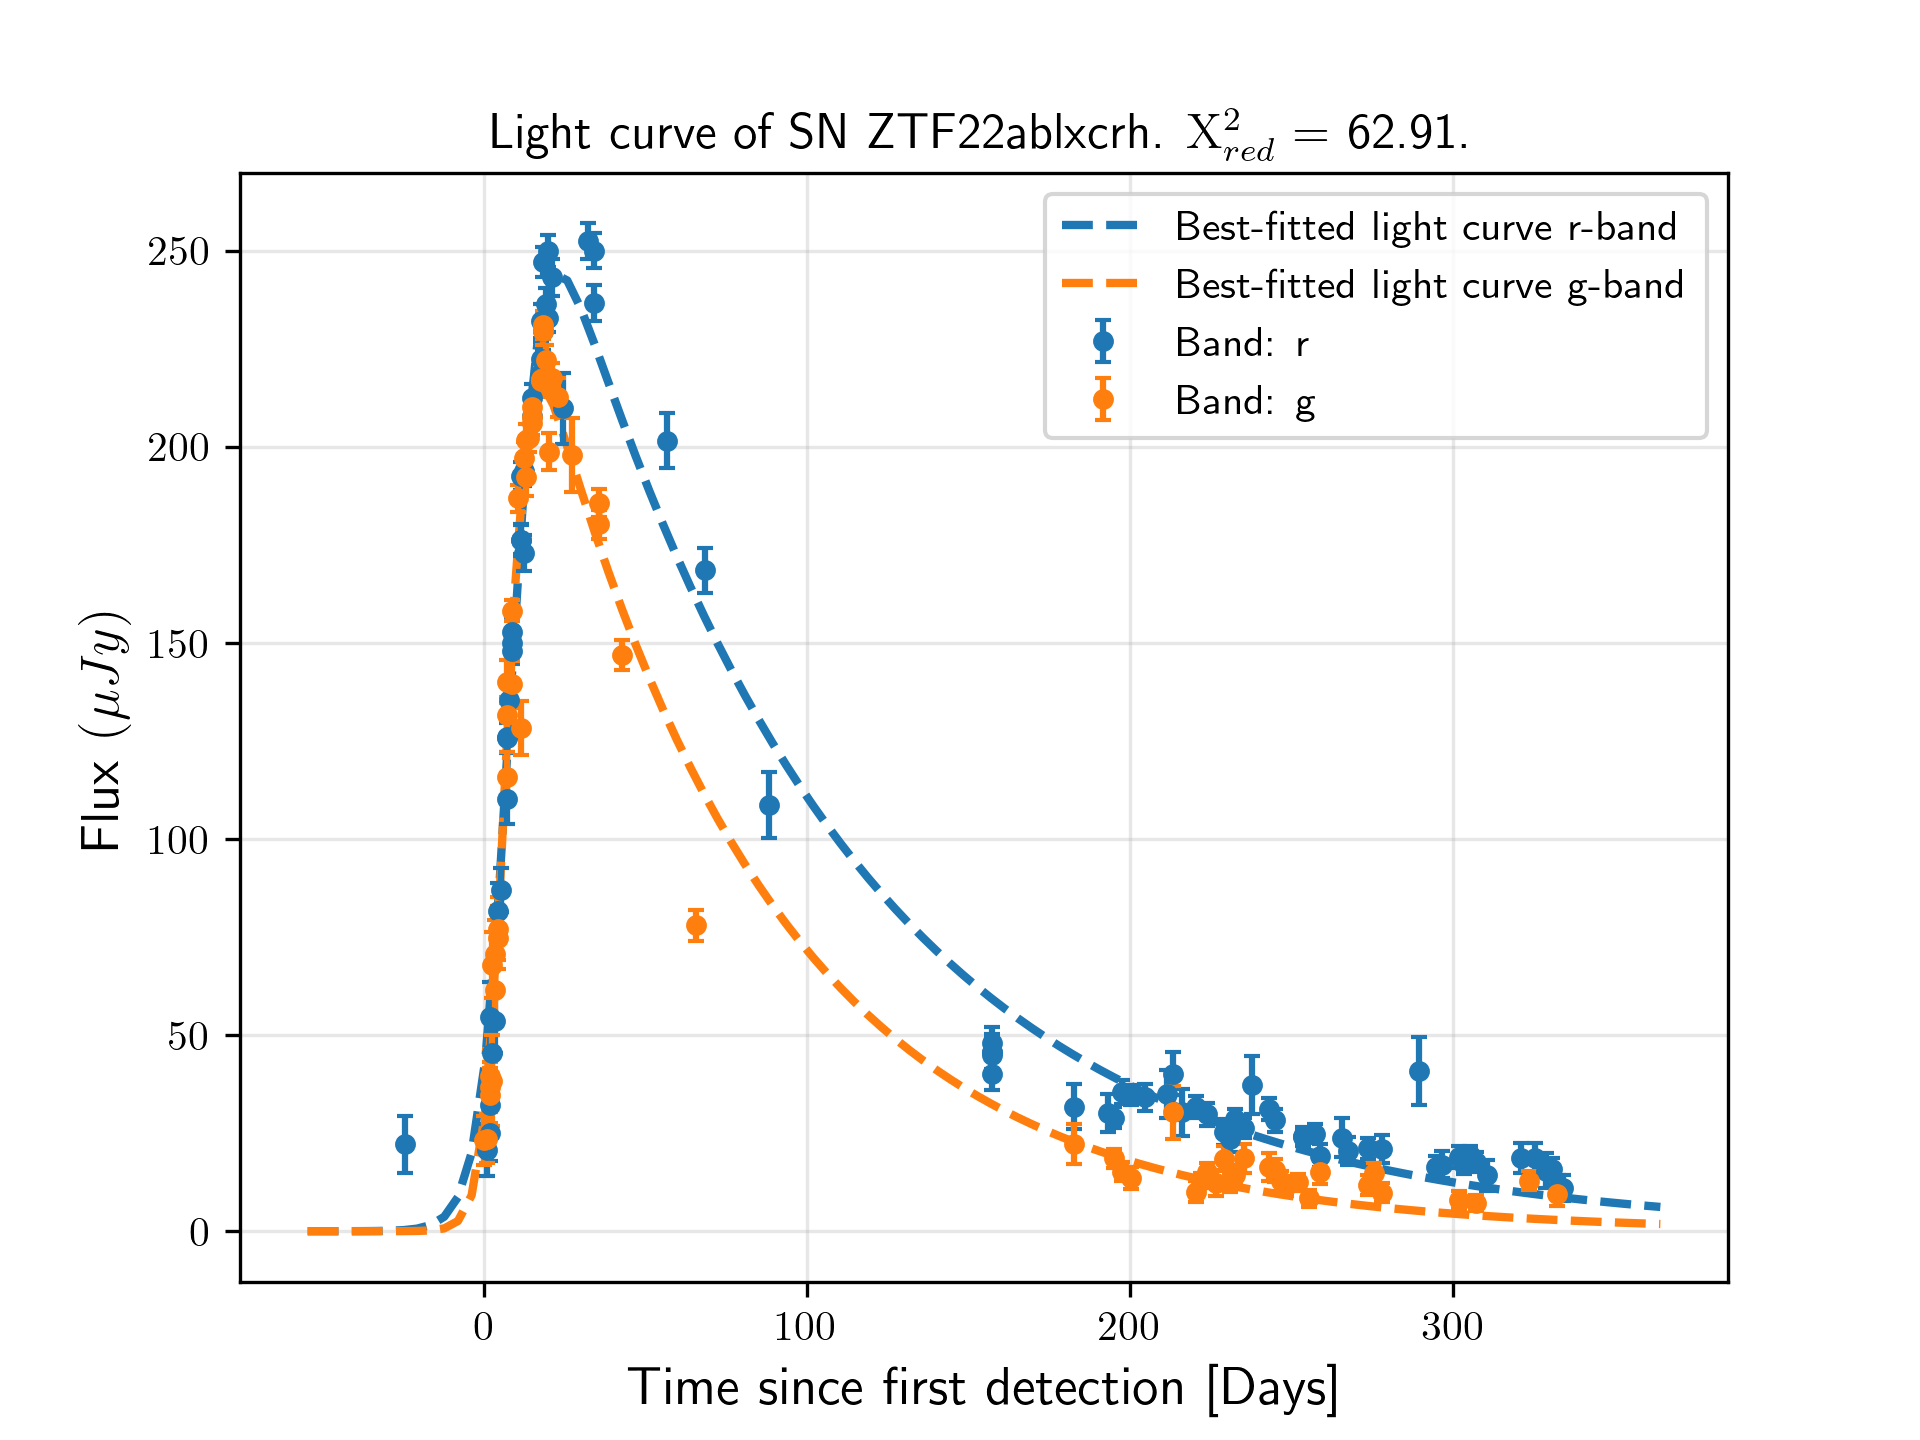 Light curve of SN ZTF22ablxcrh. X²_red = 62.91.
Best-fitted light curve r-band
Best-fitted light curve g-band
Band: r
Band: g
Flux (μJy)
250
200
150
100
50
0
0 100 200 300
Time since first detection [Days]